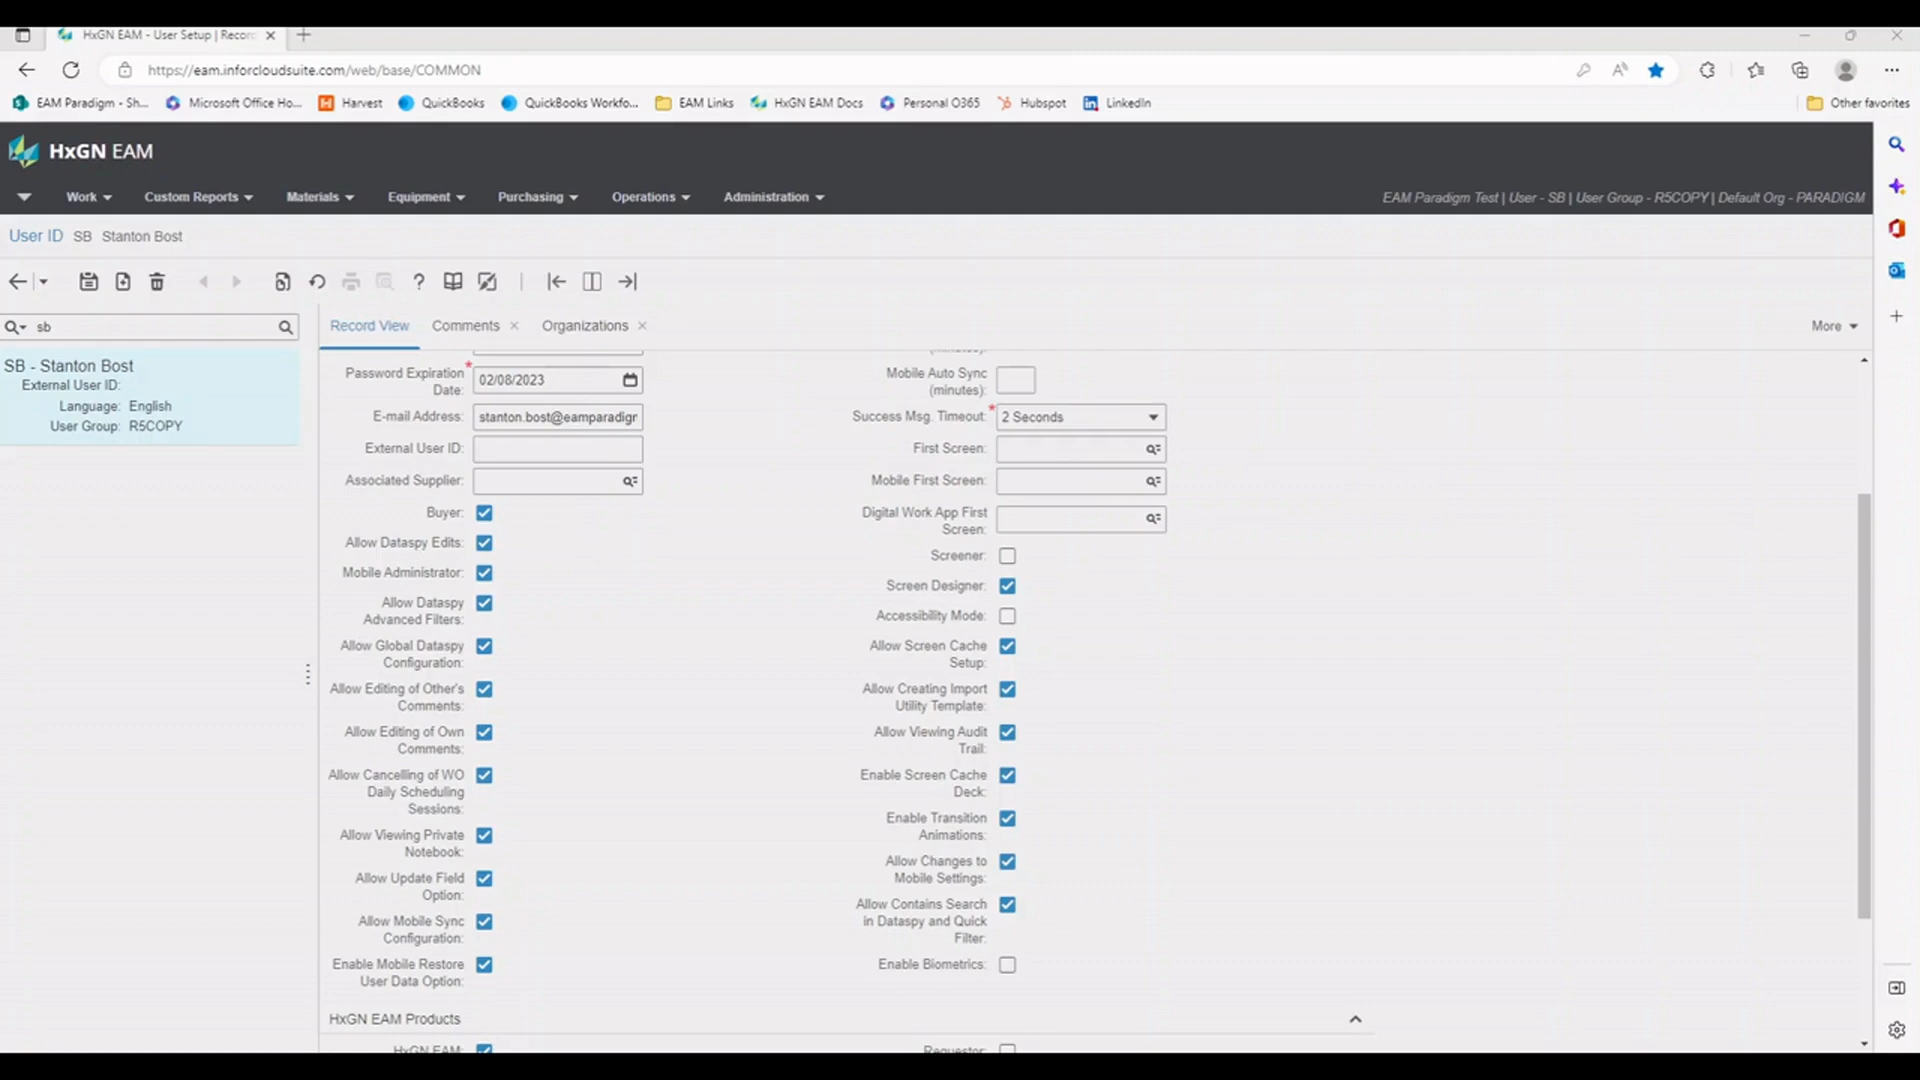 HxGN EAM - User Setup | Record
https://eam.inforcloudsuite.com/web/base/COMMON
EAM Paradigm - Sh...
Microsoft Office Ho...
Harvest
QuickBooks
QuickBooks Workfo...
EAM Links
HxGN EAM Docs
Personal O365
Hubspot
LinkedIn
Other favorites
HxGN EAM
Work
Custom Reports
Materials
Equipment
Purchasing
Operations
Administration
EAM Paradigm Test | User - SB | User Group - R5COPY | Default Org - PARADIGM
User ID SB Stanton Bost
sb
Record View
Comments
Organizations
More
SB - Stanton Bost
External User ID:
Language: English
User Group: R5COPY
(minutes):
Password Expiration
Date:
* 02/08/2023
Mobile Auto Sync
(minutes):
E-mail Address: stanton.bost@eamparadigr
Success Msg. Timeout: * 2 Seconds
External User ID:
First Screen:
Associated Supplier:
Mobile First Screen:
Buyer:
Digital Work App First
Screen:
Allow Dataspy Edits:
Screener:
Mobile Administrator:
Screen Designer:
Allow Dataspy
Advanced Filters:
Accessibility Mode:
Allow Global Dataspy
Configuration:
Allow Screen Cache
Setup:
Allow Editing of Other's
Comments:
Allow Creating Import
Utility Template:
Allow Editing of Own
Comments:
Allow Viewing Audit
Trail:
Allow Cancelling of WO
Daily Scheduling
Sessions:
Enable Screen Cache
Deck:
Allow Viewing Private
Notebook:
Enable Transition
Animations:
Allow Update Field
Option:
Allow Changes to
Mobile Settings:
Allow Mobile Sync
Configuration:
Allow Contains Search
in Dataspy and Quick
Filter:
Enable Mobile Restore
User Data Option:
Enable Biometrics:
HxGN EAM Products
HxGN EAM:
Requestor: